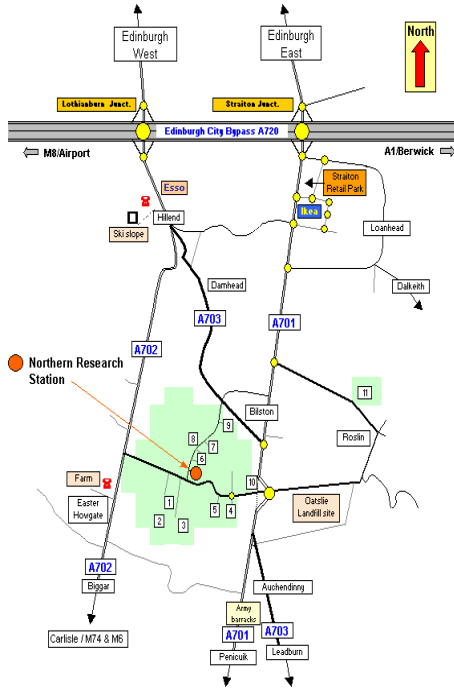 Edinburgh
West
Edinburgh
East
North
Lothianburn Junct.
Straiton Junct.
Edinburgh City Bypass A720
M8/Airport
A1/Berwick
Esso
Straiton
Retail Park
Ikea
Hillend
Ski slope
Loanhead
Damhead
Dalkeith
A703
A701
A702
Northern Research
Station
11
Bilston
9
Roslin
8
7
6
Farm
10
1
5
4
Oatslie
Landfill site
2
3
Easter
Howgate
A702
Biggar
Auchendinny
Army
barracks
A701
A703
Carlisle / M74 & M6
Penicuik
Leadburn